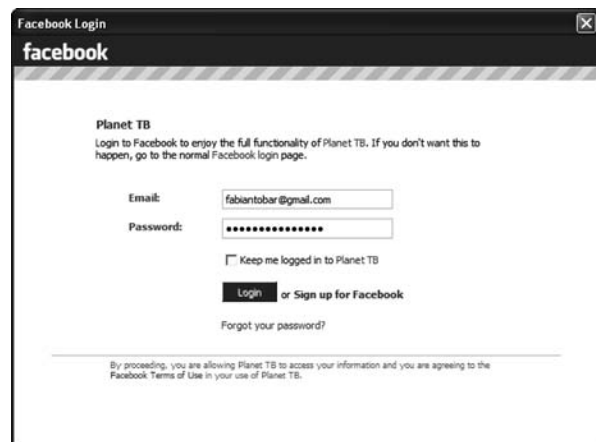 Facebook Login
facebook
Planet TB
Login to Facebook to enjoy the full functionality of Planet TB. If you don't want this to
happen, go to the normal Facebook login page.
Email: fabiantobar@gmail.com
Password: •••••••••••••••
Keep me logged in to Planet TB
Login or Sign up for Facebook
Forgot your password?
By proceeding, you are allowing Planet TB to access your information and you are agreeing to the
Facebook Terms of Use in your use of Planet TB.